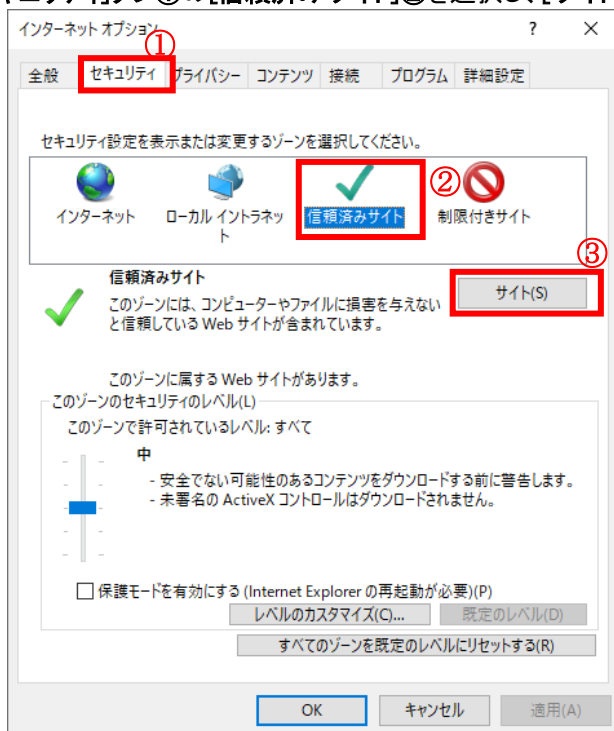 インターネット オプション ? ×
①
全般 セキュリティ プライバシー コンテンツ 接続 プログラム 詳細設定
セキュリティ設定を表示または変更するゾーンを選択してください。
②
インターネット ローカル イントラネット 信頼済みサイト 制限付きサイト
③
信頼済みサイト
サイト(S)
このゾーンには、コンピューターやファイルに損害を与えない
と信頼している Web サイトが含まれています。
このゾーンに属する Web サイトがあります。
このゾーンのセキュリティのレベル(L)
このゾーンで許可されているレベル: すべて
中
- 安全でない可能性のあるコンテンツをダウンロードする前に警告します。
- 未署名の ActiveX コントロールはダウンロードされません。
保護モードを有効にする (Internet Explorer の再起動が必要)(P)
レベルのカスタマイズ(C)... 既定のレベル(D)
すべてのゾーンを既定のレベルにリセットする(R)
OK キャンセル 適用(A)